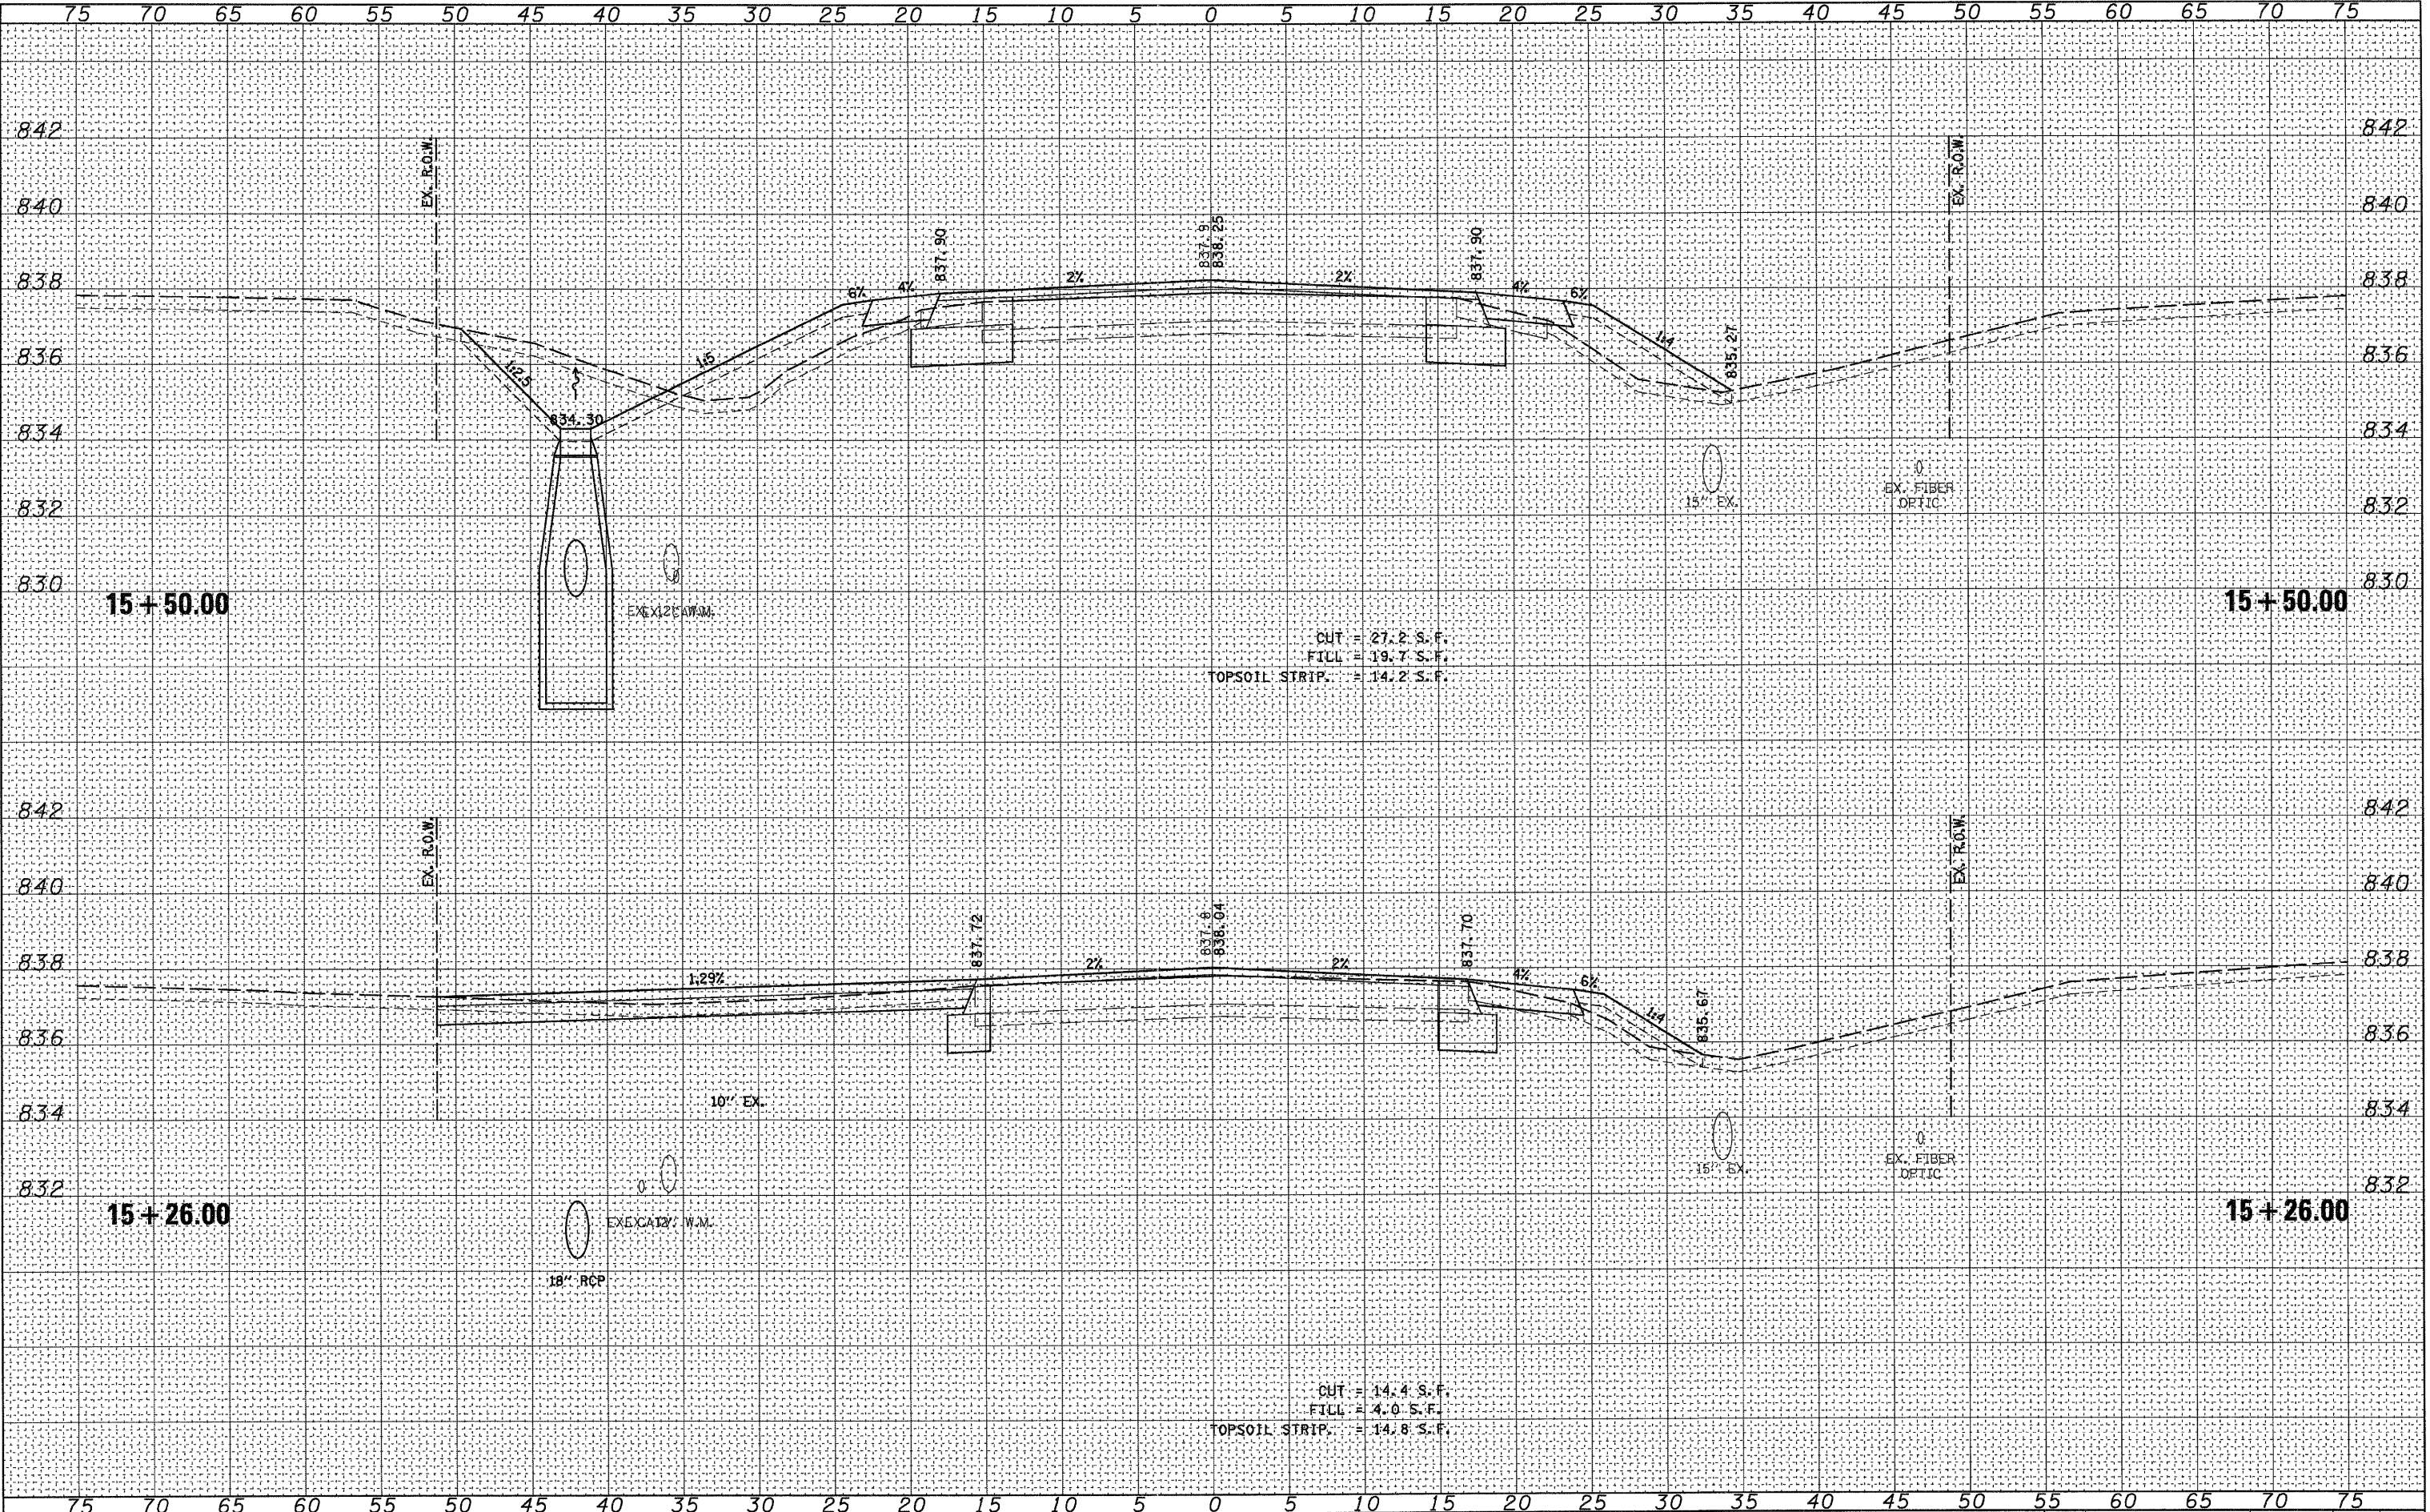 75 70 65 60 55 50 45 40 35 30 25 20 15 10 5 0 5 10 15 20 25 30 35 40 45 50 55 60 65 70 75
842 842
EX. R.O.W. EX. R.O.W.
840 840
837.90 837.9 838.25 837.90
838 838
6% 4% 2% 2% 4% 6%
1:2.5 1:5 1:4 835.27
836 836
834.30
834 834
15" EX. EX. FIBER
OPTIC
832 832
830 830
15 + 50.00 15 + 50.00
CUT = 27.2 S.F.
FILL = 19.7 S.F.
TOPSOIL STRIP. = 14.2 S.F.
842 842
EX. R.O.W. EX. R.O.W.
840 840
837.72 837.8 838.04 837.70
838 838
1.29% 2% 2% 4% 6%
1:4 835.67
836 836
10" EX.
834 834
15" EX. EX. FIBER
OPTIC
832 832
15 + 26.00 15 + 26.00
W.M.
18" RCP
CUT = 14.4 S.F.
FILL = 4.0 S.F.
TOPSOIL STRIP. = 14.8 S.F.
75 70 65 60 55 50 45 40 35 30 25 20 15 10 5 0 5 10 15 20 25 30 35 40 45 50 55 60 65 70 75